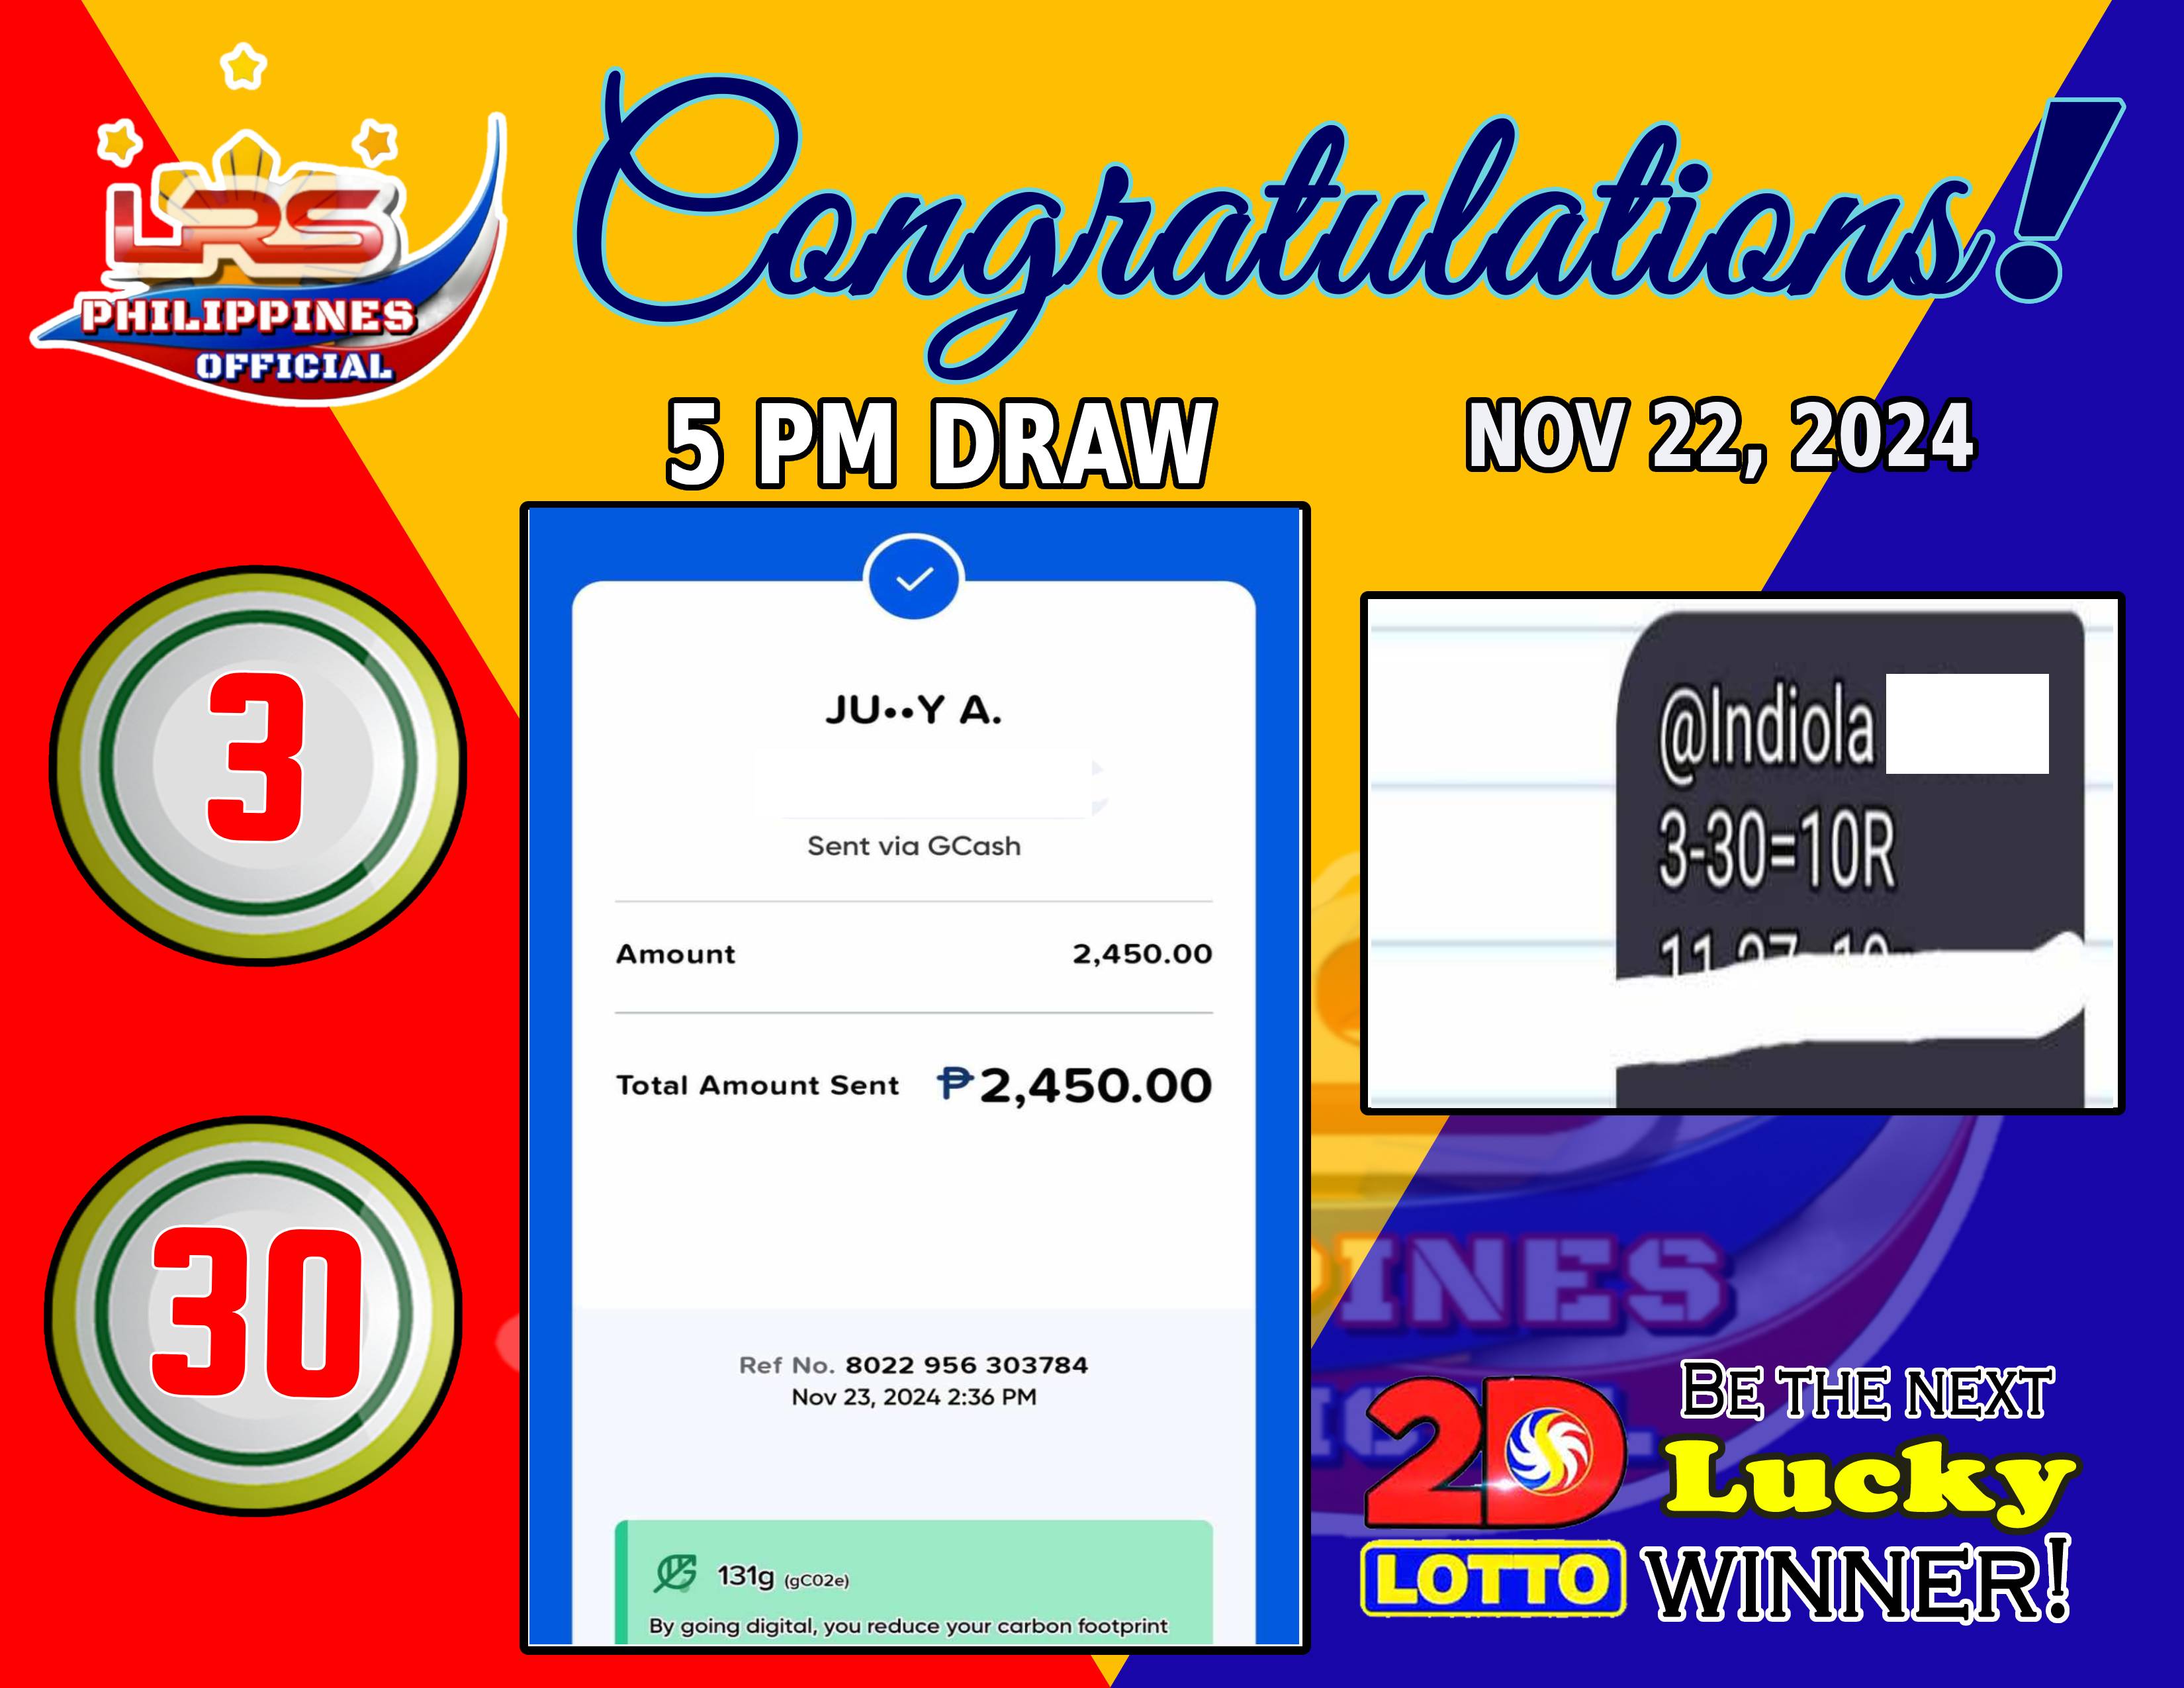 LRS
PHILIPPINES
OFFICIAL
Congratulations!
5 PM DRAW
NOV 22, 2024
3
30
JU••Y A.
Sent via GCash
Amount 2,450.00
Total Amount Sent ₱2,450.00
Ref No. 8022 956 303784
Nov 23, 2024 2:36 PM
131g (gC02e)
By going digital, you reduce your carbon footprint
@Indiola
3-30=10R
PINES
2D
LOTTO
BE THE NEXT
Lucky
WINNER!